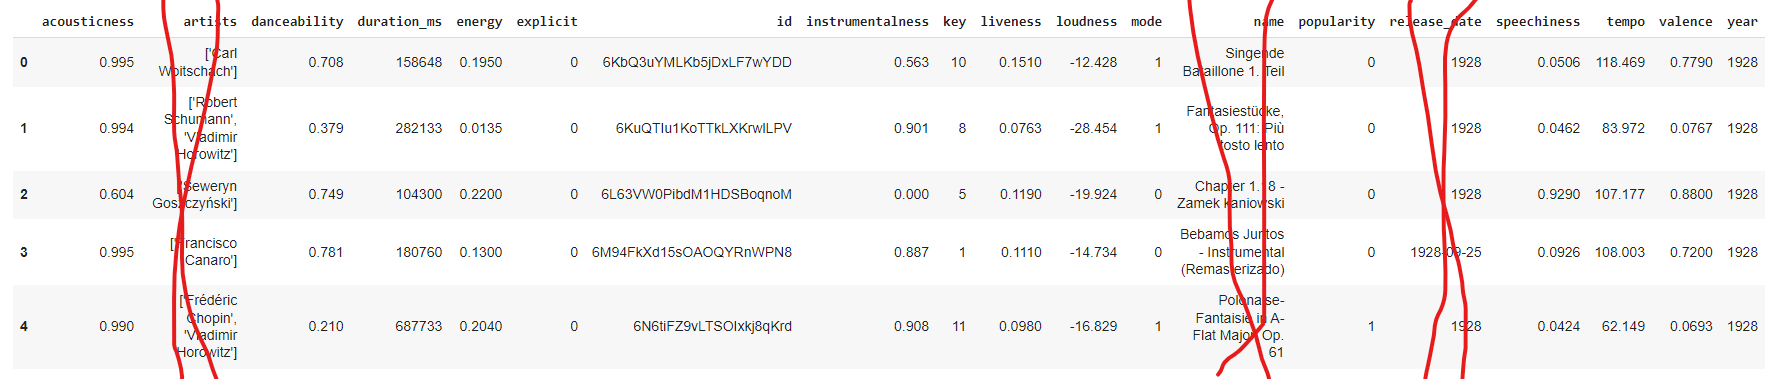 acousticness artists danceability duration_ms energy explicit id instrumentalness key liveness loudness mode name popularity release_date speechiness tempo valence year
0 0.995 ['Carl Woitschach'] 0.708 158648 0.1950 0 6KbQ3uYMLKb5jDxLF7wYDD 0.563 10 0.1510 -12.428 1 Singende Bataillone 1. Teil 0 1928 0.0506 118.469 0.7790 1928
1 0.994 ['Robert Schumann', 'Vladimir Horowitz'] 0.379 282133 0.0135 0 6KuQTIu1KoTTkLXKrwlLPV 0.901 8 0.0763 -28.454 1 Fantasiestücke, Op. 111: Più tosto lento 0 1928 0.0462 83.972 0.0767 1928
2 0.604 ['Seweryn Goszczyński'] 0.749 104300 0.2200 0 6L63VW0PibdM1HDSBoqnoM 0.000 5 0.1190 -19.924 0 Chapter 1.18 - Zamek kaniowski 0 1928 0.9290 107.177 0.8800 1928
3 0.995 ['Francisco Canaro'] 0.781 180760 0.1300 0 6M94FkXd15sOAOQYRnWPN8 0.887 1 0.1110 -14.734 0 Bebamos Juntos - Instrumental (Remasterizado) 0 1928-09-25 0.0926 108.003 0.7200 1928
4 0.990 ['Frédéric Chopin', 'Vladimir Horowitz'] 0.210 687733 0.2040 0 6N6tiFZ9vLTSOIxkj8qKrd 0.908 11 0.0980 -16.829 1 Polonaise-Fantaisie in A-Flat Major, Op. 61 1 1928 0.0424 62.149 0.0693 1928